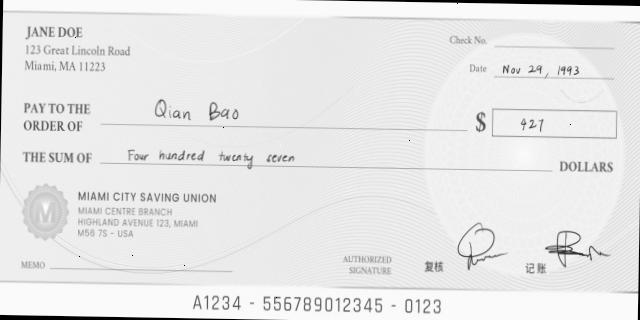 JANE DOE
123 Great Lincoln Road
Miami, MA 11223
Check No.
Date Nov 29, 1993
PAY TO THE
ORDER OF Qian Bao
$ 427
THE SUM OF Four hundred twenty seven DOLLARS
M
MIAMI CITY SAVING UNION
MIAMI CENTRE BRANCH
HIGHLAND AVENUE 123, MIAMI
M56 7S - USA
MEMO
AUTHORIZED
SIGNATURE
复核
记账
A1234 - 556789012345 - 0123